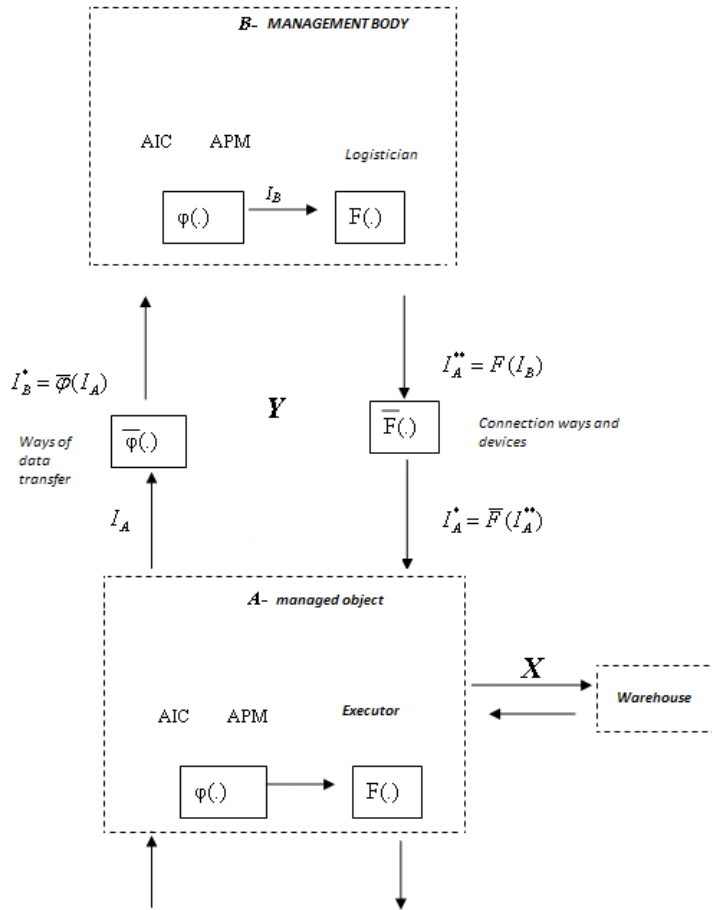 B- MANAGEMENT BODY
AIC APM
Logistician
φ(.)
I_B
F(.)
I_B^* = φ̅(I_A)
I_A^{**} = F(I_B)
Y
φ̅(.)
F̅(.)
Ways of
data
transfer
Connection ways and
devices
I_A
I_A^* = F̅(I_A^{**})
A- managed object
X
Warehouse
AIC APM
Executor
φ(.)
F(.)